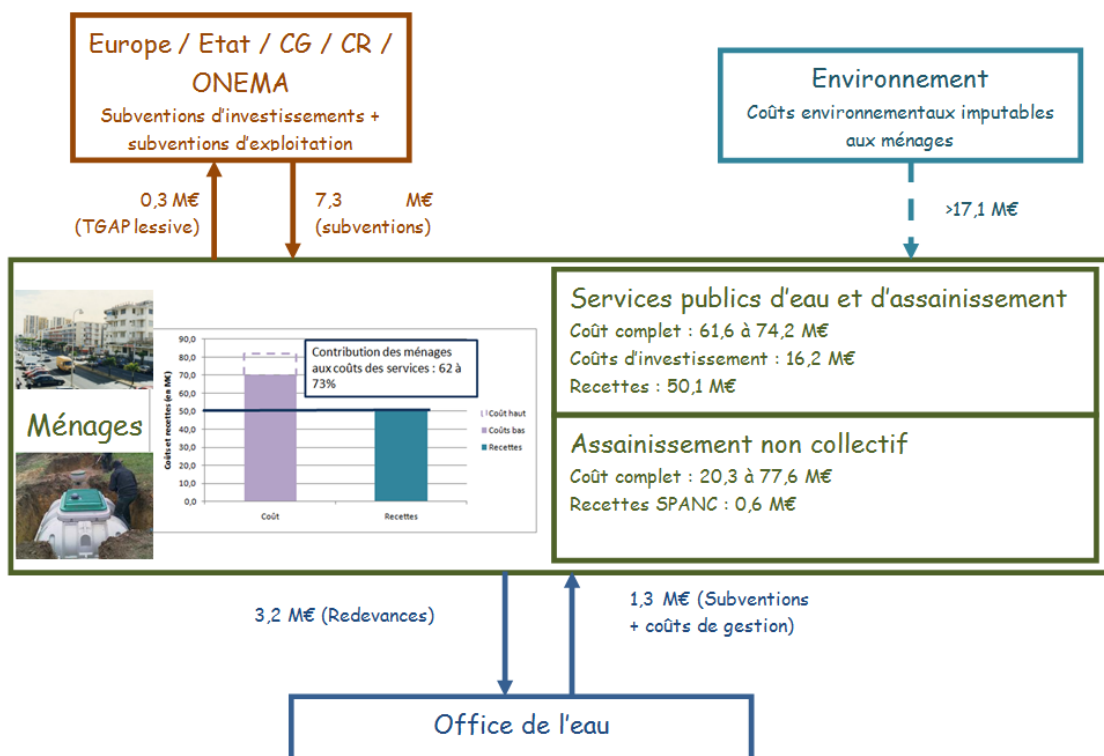 Europe / Etat / CG / CR /
ONEMA
Subventions d'investissements +
subventions d'exploitation
Environnement
Coûts environnementaux imputables
aux ménages
0,3 M€
(TGAP lessive)
7,3 M€
(subventions)
>17,1 M€
Ménages
Coûts et recettes (en M€)
90,0
80,0
70,0
60,0
50,0
40,0
30,0
20,0
10,0
0,0
Contribution des ménages
aux coûts des services : 62 à
73%
Coût haut
Coûts bas
Recettes
Coût
Recettes
Services publics d'eau et d'assainissement
Coût complet : 61,6 à 74,2 M€
Coûts d'investissement : 16,2 M€
Recettes : 50,1 M€
Assainissement non collectif
Coût complet : 20,3 à 77,6 M€
Recettes SPANC : 0,6 M€
3,2 M€ (Redevances)
1,3 M€ (Subventions
+ coûts de gestion)
Office de l'eau